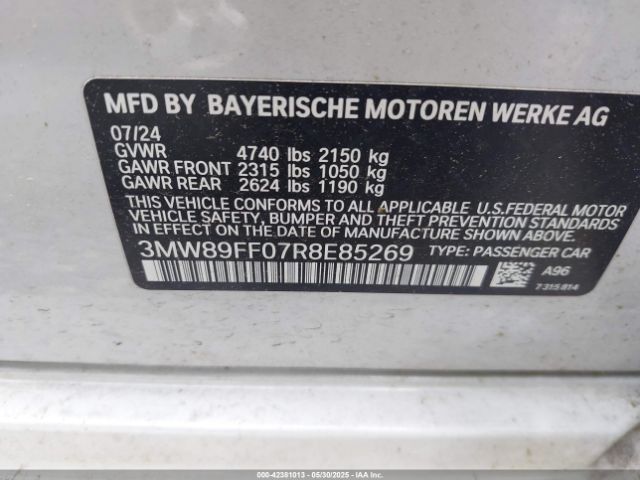 MFD BY BAYERISCHE MOTOREN WERKE AG
07/24
GVWR 4740 lbs 2150 kg
GAWR FRONT 2315 lbs 1050 kg
GAWR REAR 2624 lbs 1190 kg
THIS VEHICLE CONFORMS TO ALL APPLICABLE U.S.FEDERAL MOTOR
VEHICLE SAFETY, BUMPER AND THEFT PREVENTION STANDARDS
IN EFFECT ON THE DATE OF MANUFACTURE SHOWN ABOVE.
3MW89FF07R8E85269 TYPE: PASSENGER CAR
A96
7315814
000-42381013 - 05/30/2025 - IAAI.COM